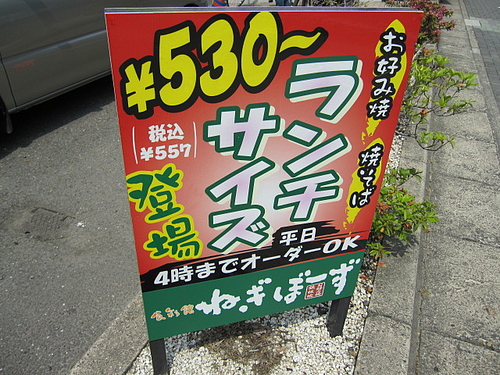 ¥530〜
お好み焼
焼そば
ランチ
サイズ
税込
¥557
登場
平日
4時までオーダーOK
ねぎぼーず